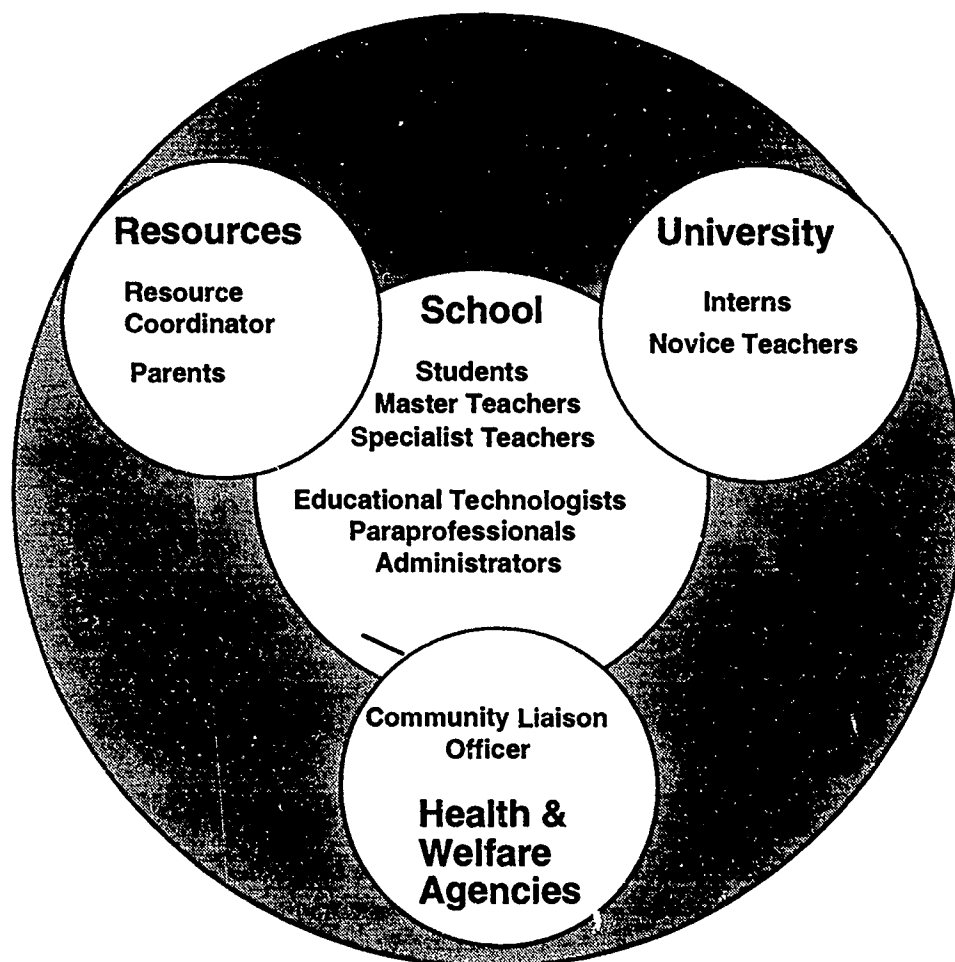 Resources
Resource
Coordinator
Parents
University
Interns
Novice Teachers
School
Students
Master Teachers
Specialist Teachers
Educational Technologists
Paraprofessionals
Administrators
Community Liaison
Officer
Health &
Welfare
Agencies